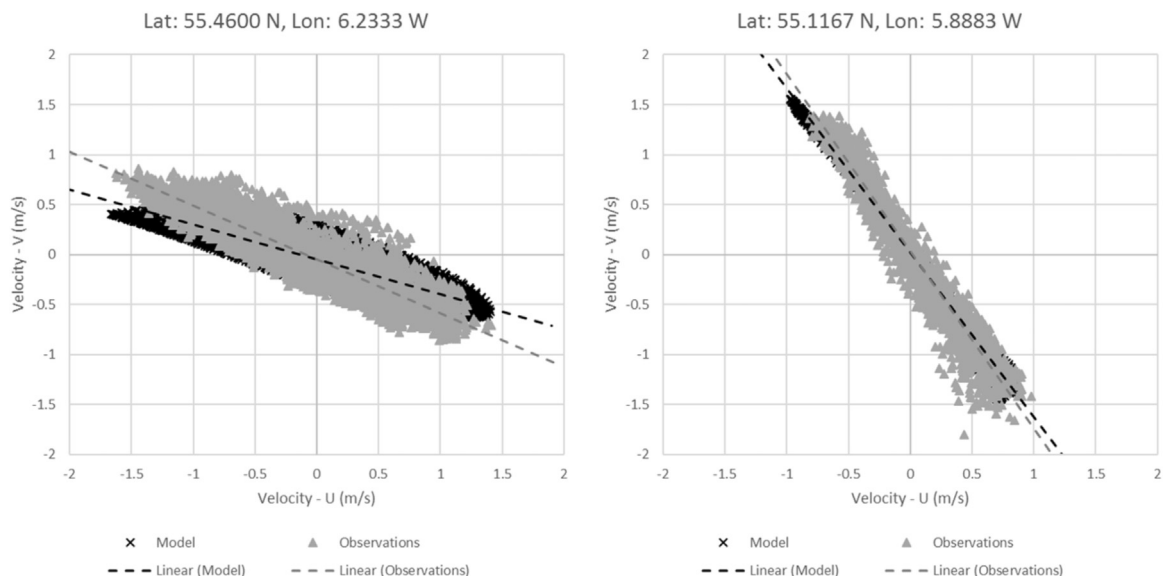 Lat: 55.4600 N, Lon: 6.2333 W
2
1.5
1
0.5
0
-0.5
-1
-1.5
-2
Velocity - V (m/s)
-2 -1.5 -1 -0.5 0 0.5 1 1.5 2
Velocity - U (m/s)
Model Observations
Linear (Model) Linear (Observations)
Lat: 55.1167 N, Lon: 5.8883 W
2
1.5
1
0.5
0
-0.5
-1
-1.5
-2
Velocity - V (m/s)
-2 -1.5 -1 -0.5 0 0.5 1 1.5 2
Velocity - U (m/s)
Model Observations
Linear (Model) Linear (Observations)